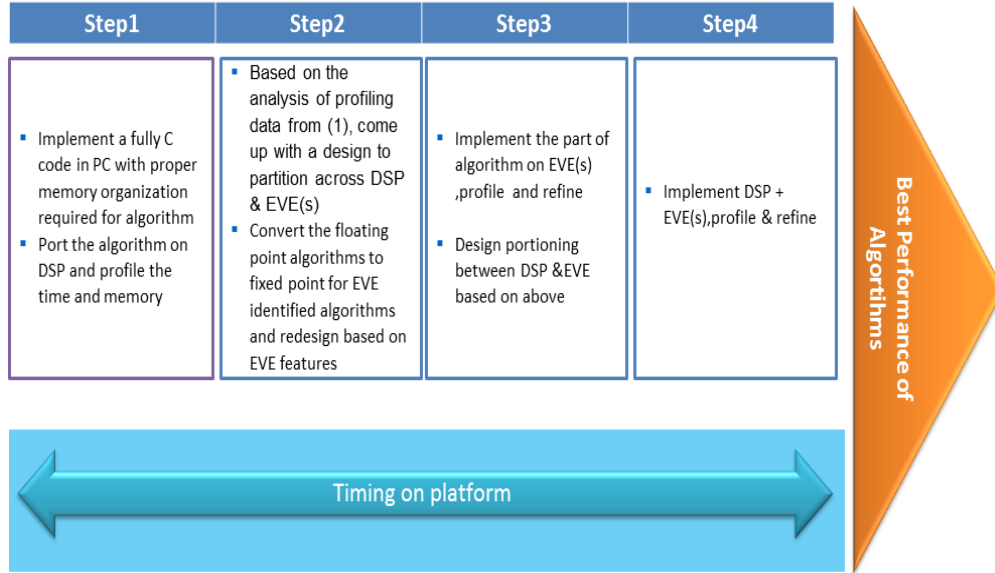 Step1
Step2
Step3
Step4
Implement a fully C
code in PC with proper
memory organization
required for algorithm
Port the algorithm on
DSP and profile the
time and memory
Based on the
analysis of profiling
data from (1), come
up with a design to
partition across DSP
& EVE(s)
Convert the floating
point algorithms to
fixed point for EVE
identified algorithms
and redesign based on
EVE features
Implement the part of
algorithm on EVE(s)
,profile and refine
Design portioning
between DSP &EVE
based on above
Implement DSP +
EVE(s),profile & refine
Best Performance of
Algortihms
Timing on platform